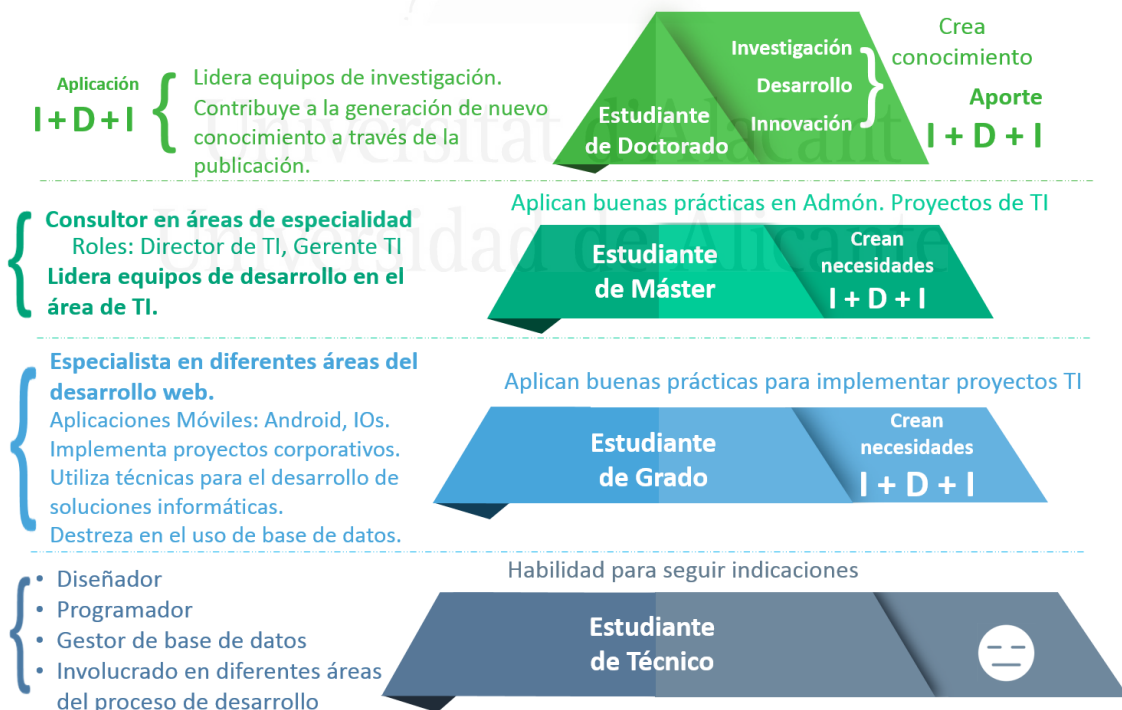 Aplicación
I + D + I
Lidera equipos de investigación.
Contribuye a la generación de nuevo
conocimiento a través de la
publicación.
Estudiante
de Doctorado
Investigación
Desarrollo
Innovación
Crea
conocimiento
Aporte
I + D + I
Universitat d'Alacant
Universidad de Alicante
Consultor en áreas de especialidad
Roles: Director de TI, Gerente TI
Lidera equipos de desarrollo en el
área de TI.
Aplican buenas prácticas en Admón. Proyectos de TI
Estudiante
de Máster
Crean
necesidades
I + D + I
Especialista en diferentes áreas del
desarrollo web.
Aplicaciones Móviles: Android, IOs.
Implementa proyectos corporativos.
Utiliza técnicas para el desarrollo de
soluciones informáticas.
Destreza en el uso de base de datos.
Aplican buenas prácticas para implementar proyectos TI
Estudiante
de Grado
Crean
necesidades
I + D + I
• Diseñador
• Programador
• Gestor de base de datos
• Involucrado en diferentes áreas
del proceso de desarrollo
Habilidad para seguir indicaciones
Estudiante
de Técnico